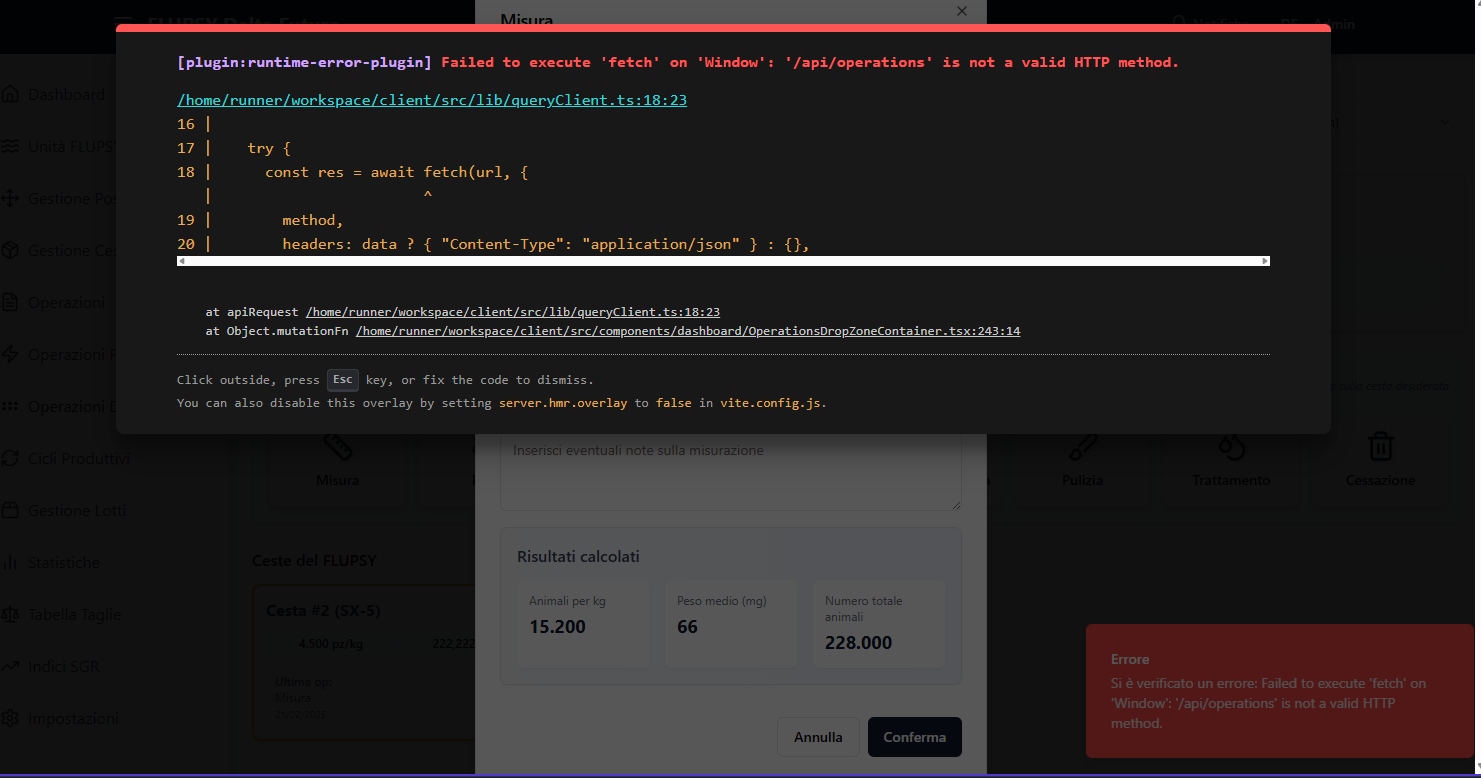 Misura
FLUPSY Delta Futuro
Admin
[plugin:runtime-error-plugin] Failed to execute 'fetch' on 'Window': '/api/operations' is not a valid HTTP method.
/home/runner/workspace/client/src/lib/queryClient.ts:18:23
16 |
17 |    try {
18 |      const res = await fetch(url, {
   |                        ^
19 |        method,
20 |        headers: data ? { "Content-Type": "application/json" } : {},
at apiRequest /home/runner/workspace/client/src/lib/queryClient.ts:18:23
at Object.mutationFn /home/runner/workspace/client/src/components/dashboard/OperationsDropZoneContainer.tsx:243:14
Click outside, press Esc key, or fix the code to dismiss.
You can also disable this overlay by setting server.hmr.overlay to false in vite.config.js.
Dashboard
Unità FLUPSY
Gestione
Gestione
Operazioni
Operazioni
Operazioni
Cicli Produttivi
Gestione Lotti
Statistiche
Tabella Taglie
Indici SGR
Impostazioni
sulla cesta desiderata
Inserisci eventuali note sulla misurazione
Misura
Pulizia
Trattamento
Cessazione
Ceste del FLUPSY
Cesta #2 (SX-5)
4.500 pz/kg
222,222
Ultima op:
Misura
Risultati calcolati
Animali per kg
15.200
Peso medio (mg)
66
Numero totale
animali
228.000
Annulla
Conferma
Errore
Si è verificato un errore: Failed to execute 'fetch' on
'Window': '/api/operations' is not a valid HTTP
method.